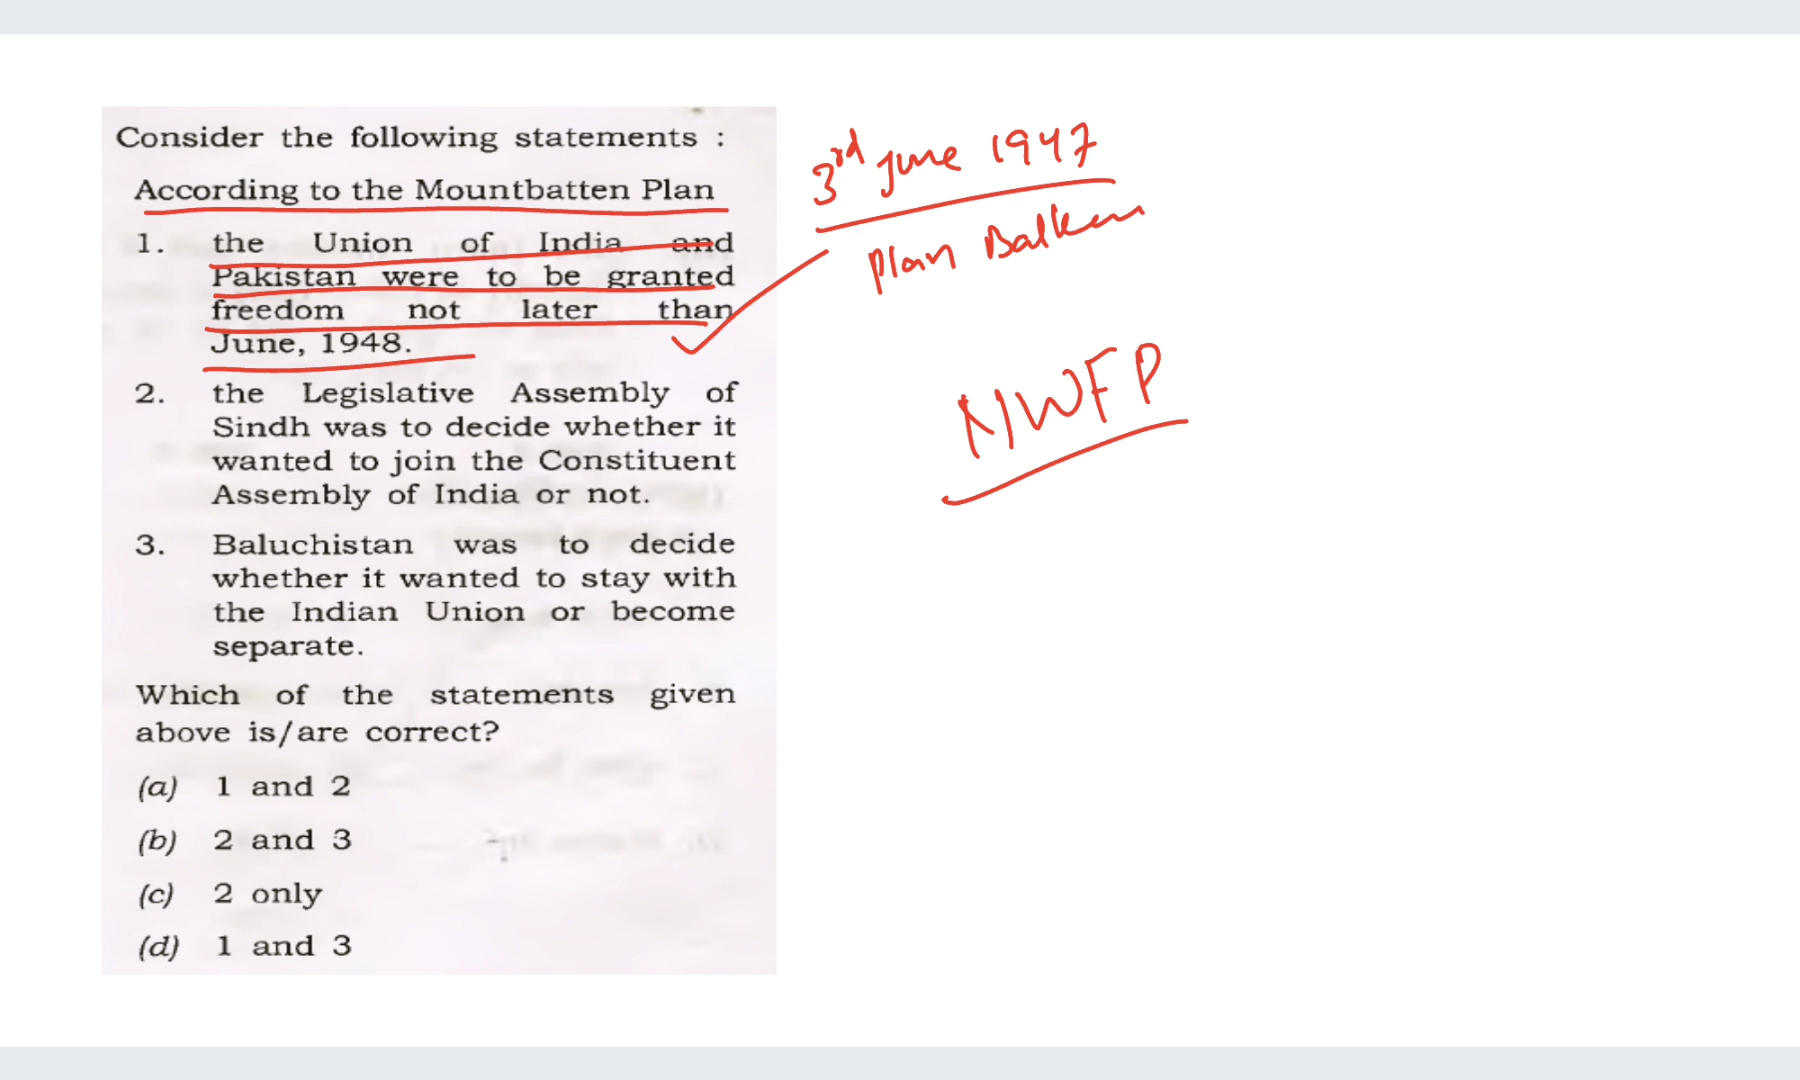 Consider the following statements :
According to the Mountbatten Plan
1. the Union of India and
Pakistan were to be granted
freedom not later than
June, 1948.
2. the Legislative Assembly of
Sindh was to decide whether it
wanted to join the Constituent
Assembly of India or not.
3. Baluchistan was to decide
whether it wanted to stay with
the Indian Union or become
separate.
Which of the statements given
above is/are correct?
(a) 1 and 2
(b) 2 and 3
(c) 2 only
(d) 1 and 3
3rd June 1947
Plan Balken
NWFP